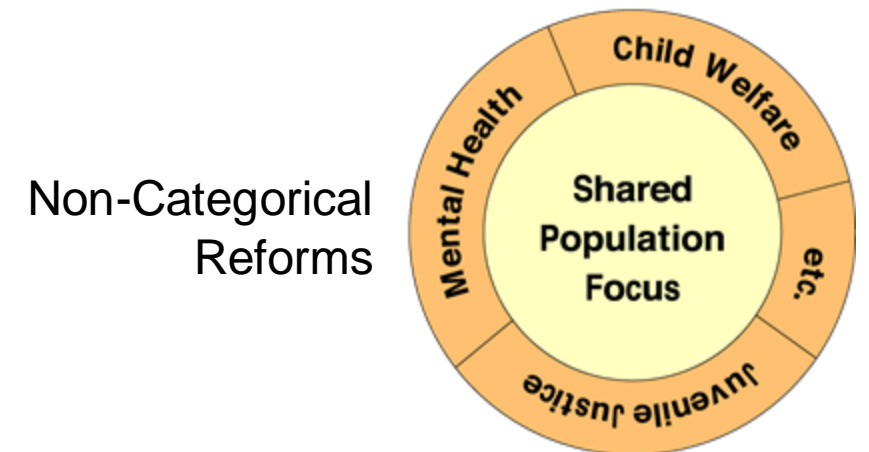 Non-Categorical
Reforms
Mental Health
Child Welfare
etc.
Juvenile Justice
Shared
Population
Focus